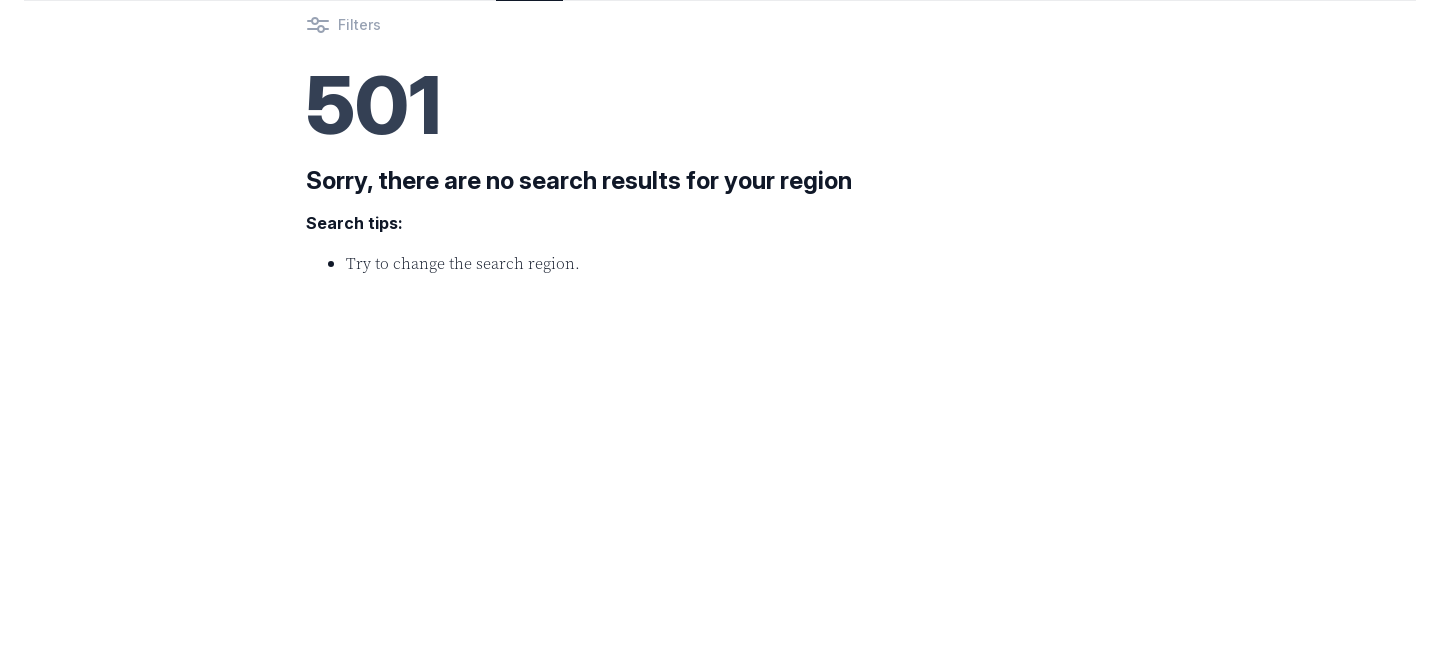 Filters
501
Sorry, there are no search results for your region
Search tips:
Try to change the search region.